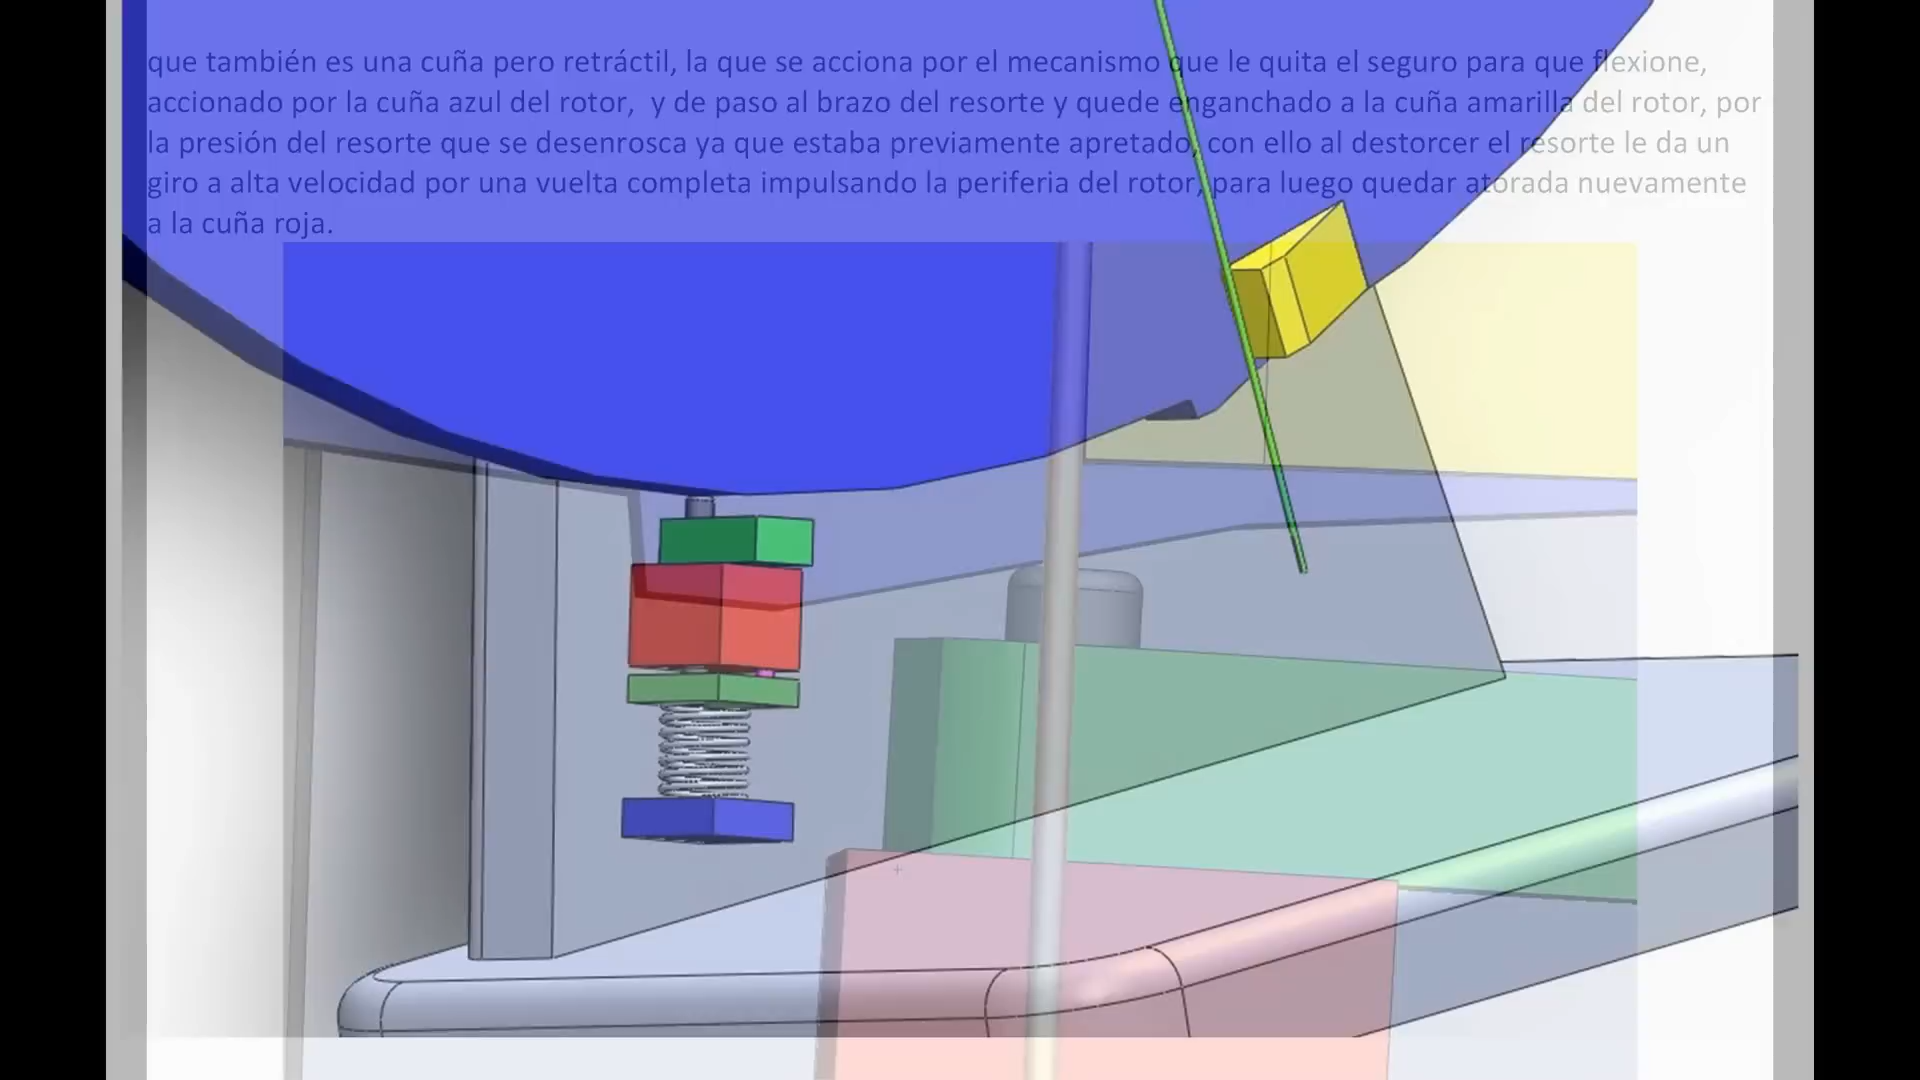 que también es una cuña pero retráctil, la que se acciona por el mecanismo que le quita el seguro para que flexione,
accionado por la cuña azul del rotor, y de paso al brazo del resorte y quede enganchado a la cuña amarilla del rotor, por
la presión del resorte que se desenrosca ya que estaba previamente apretado, con ello al destorcer el resorte le da un
giro a alta velocidad por una vuelta completa impulsando la periferia del rotor, para luego quedar atorada nuevamente
a la cuña roja.